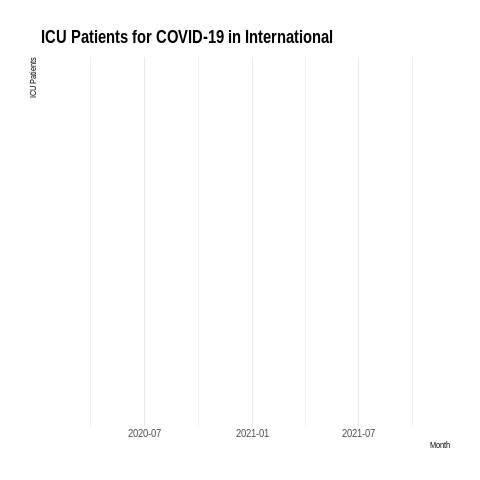 ICU Patients for COVID-19 in International
ICU Patients
2020-07
2021-01
2021-07
Month